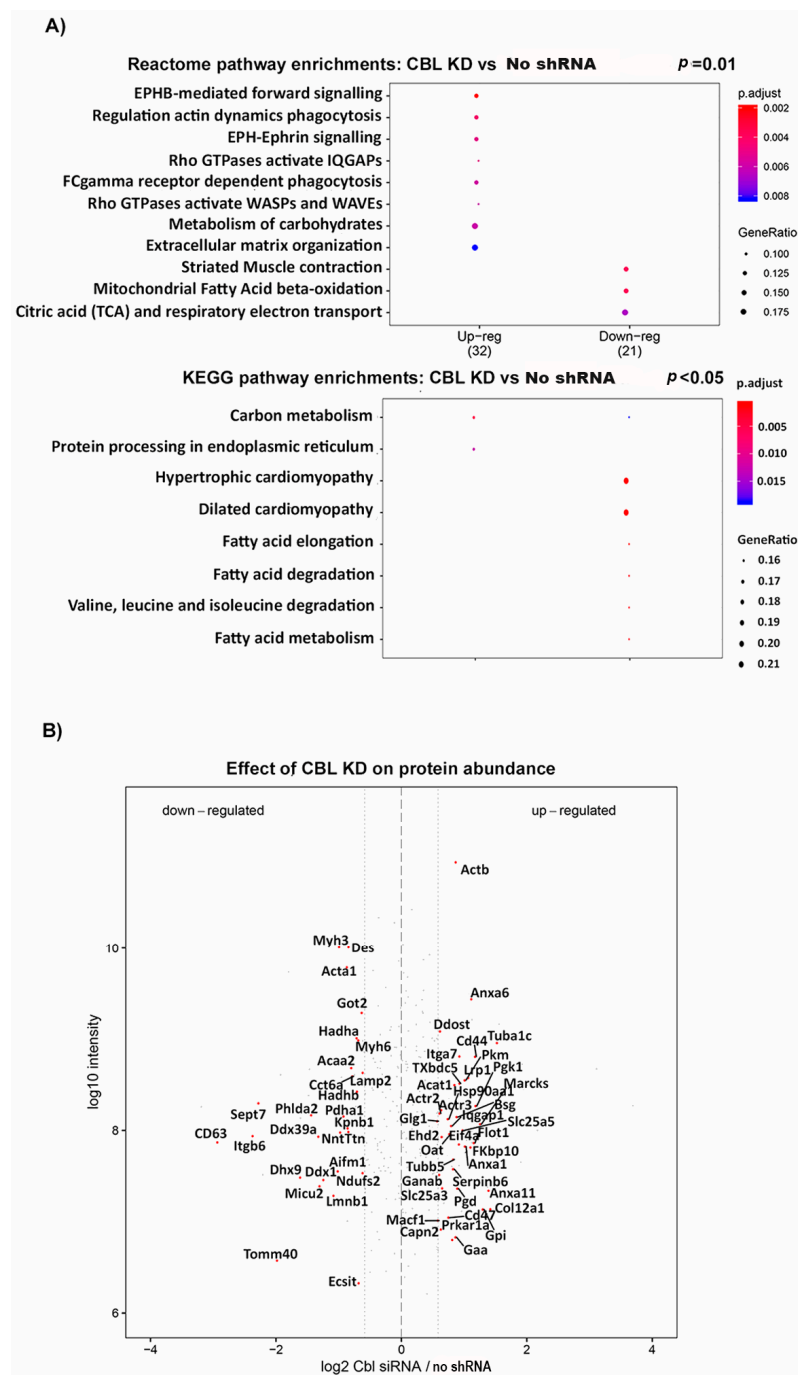 A)
Reactome pathway enrichments: CBL KD vs No shRNA p=0.01
EPHB-mediated forward signalling
Regulation actin dynamics phagocytosis
EPH-Ephrin signalling
Rho GTPases activate IQGAPs
FCgamma receptor dependent phagocytosis
Rho GTPases activate WASPs and WAVEs
Metabolism of carbohydrates
Extracellular matrix organization
Striated Muscle contraction
Mitochondrial Fatty Acid beta-oxidation
Citric acid (TCA) and respiratory electron transport
Up-reg
(32)
Down-reg
(21)
p.adjust
0.002
0.004
0.006
0.008
GeneRatio
0.100
0.125
0.150
0.175
KEGG pathway enrichments: CBL KD vs No shRNA p<0.05
Carbon metabolism
Protein processing in endoplasmic reticulum
Hypertrophic cardiomyopathy
Dilated cardiomyopathy
Fatty acid elongation
Fatty acid degradation
Valine, leucine and isoleucine degradation
Fatty acid metabolism
p.adjust
0.005
0.010
0.015
GeneRatio
0.16
0.17
0.18
0.19
0.20
0.21
B)
Effect of CBL KD on protein abundance
down-regulated
up-regulated
Actb
Myh3
Des
Acta1
Got2
Anxa6
Hadha
Myh6
Ddost
Cd44
Tuba1c
Itga7
Pkm
Acaa2
TXbdc5
Lrp1
Pgk1
Cct6a
Lamp2
Acat1
Hsp90aa1
Marcks
Hadhb
Actr2
Actr3
Bsg
Sept7
Phlda2
Pdha1
Glg1
Iqgap1
Slc25a5
CD63
Ddx39a
Kpnb1
Ehd2
Eif4a
Flot1
Itgb6
Nnt
Ttn
Oat
FKbp10
Aifm1
Tubb5
Anxa1
Dhx9
Ddx1
Ndufs2
Ganab
Serpinb6
Micu2
Lmnb1
Slc25a3
Pgd
Anxa11
Col12a1
Macf1
Cd47
Capn2
Prkar1a
Gpi
Gaa
Tomm40
Ecsit
log10 intensity
10
8
6
−4
−2
0
2
4
log2 Cbl siRNA / no shRNA